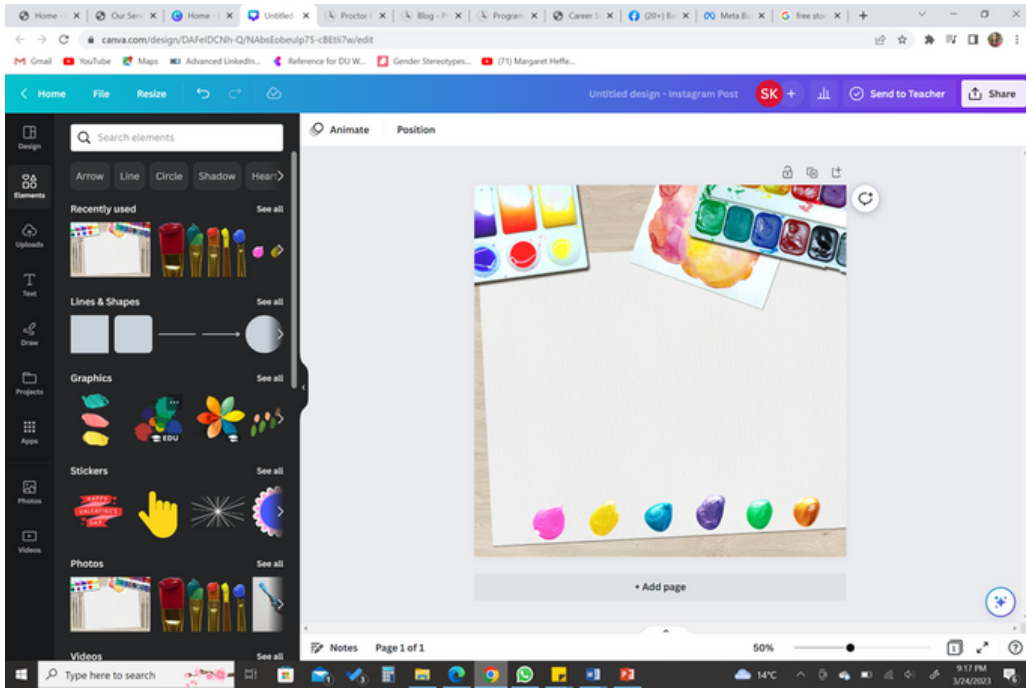 Home - (
Our Serv
Home - (
Untitled
Proctor (
Blog - P
Program
Career S
(20+) Ba
Meta Bu
free stoc
canva.com/design/DAFeIDCNh-Q/NAbsEobeuIp75-cBEtIi7w/edit
Gmail
YouTube
Maps
Advanced LinkedIn...
Reference for DU W...
Gender Stereotypes...
(71) Margaret Heffe...
Home
File
Resize
Untitled design - Instagram Post
SK
Send to Teacher
Share
Design
Elements
Uploads
Text
Draw
Projects
Apps
Photos
Videos
Search elements
Arrow
Line
Circle
Shadow
Heart
Recently used
See all
Lines & Shapes
See all
Graphics
See all
EDU
Stickers
See all
HAPPY
VALENTINE'S
DAY
Photos
See all
Videos
See all
Animate
Position
+ Add page
Notes
Page 1 of 1
50%
1
Type here to search
14°C
9:17 PM
3/24/2023